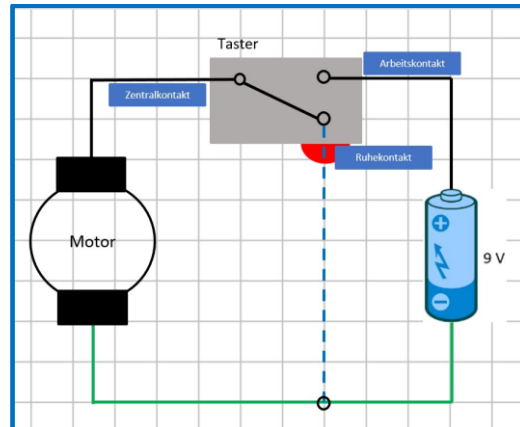 Taster
Arbeitskontakt
Zentralkontakt
Ruhekontakt
Motor
9 V